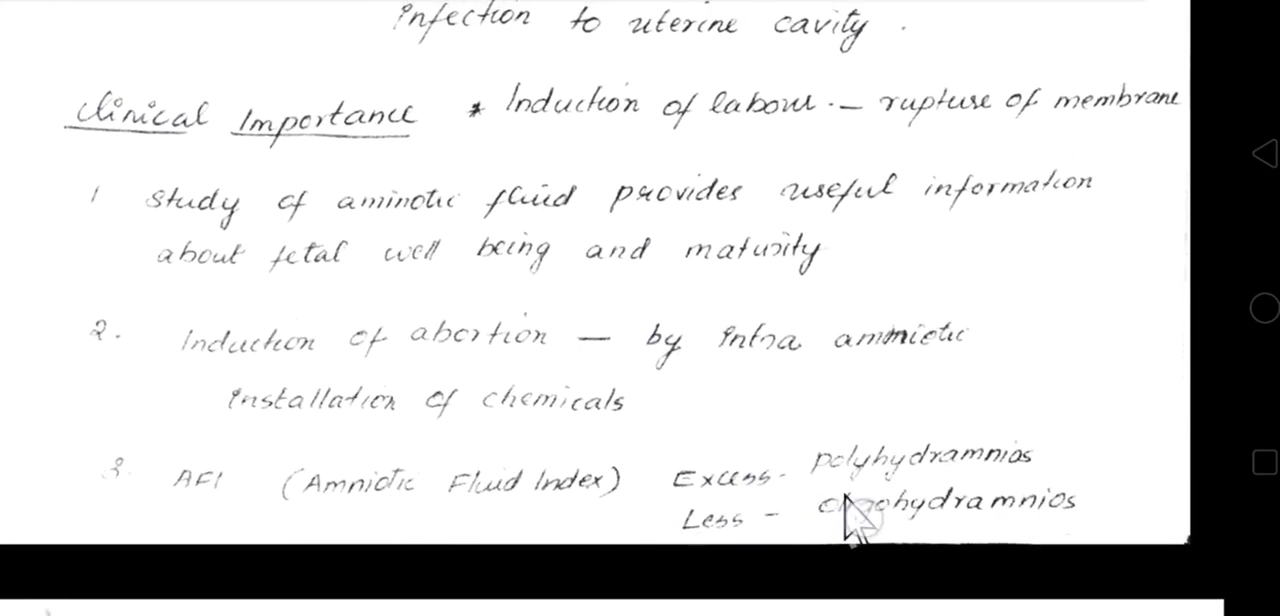 Infection to uterine cavity.
Clinical Importance * Induction of labour. – rupture of membrane
1 Study of aminotic fluid provides useful information
about fetal well being and maturity
2. Induction of abortion – by Intra ammiotic
Installation of chemicals
3. AFI (Amniotic Fluid Index) Excess - polyhydramnios
Less -